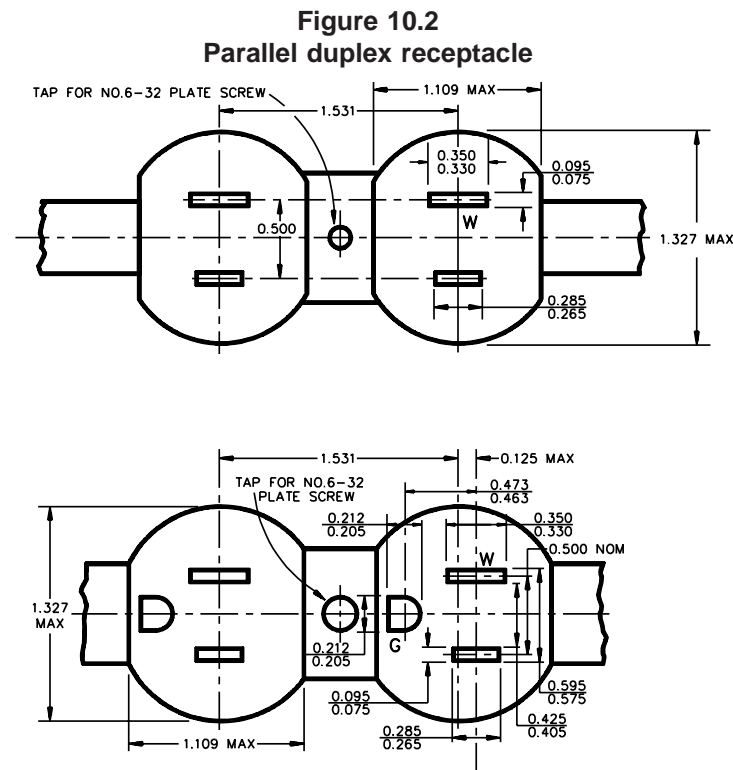 Figure 10.2
Parallel duplex receptacle
TAP FOR NO.6-32 PLATE SCREW
1.531
1.109 MAX
0.350
0.330
0.095
0.075
W
0.500
1.327 MAX
0.285
0.265
1.531
0.125 MAX
TAP FOR NO.6-32
PLATE SCREW
0.473
0.463
0.212
0.205
0.350
0.330
W
0.500 NOM
1.327
MAX
G
0.212
0.205
0.095
0.075
0.595
0.575
0.425
0.405
0.285
0.265
1.109 MAX